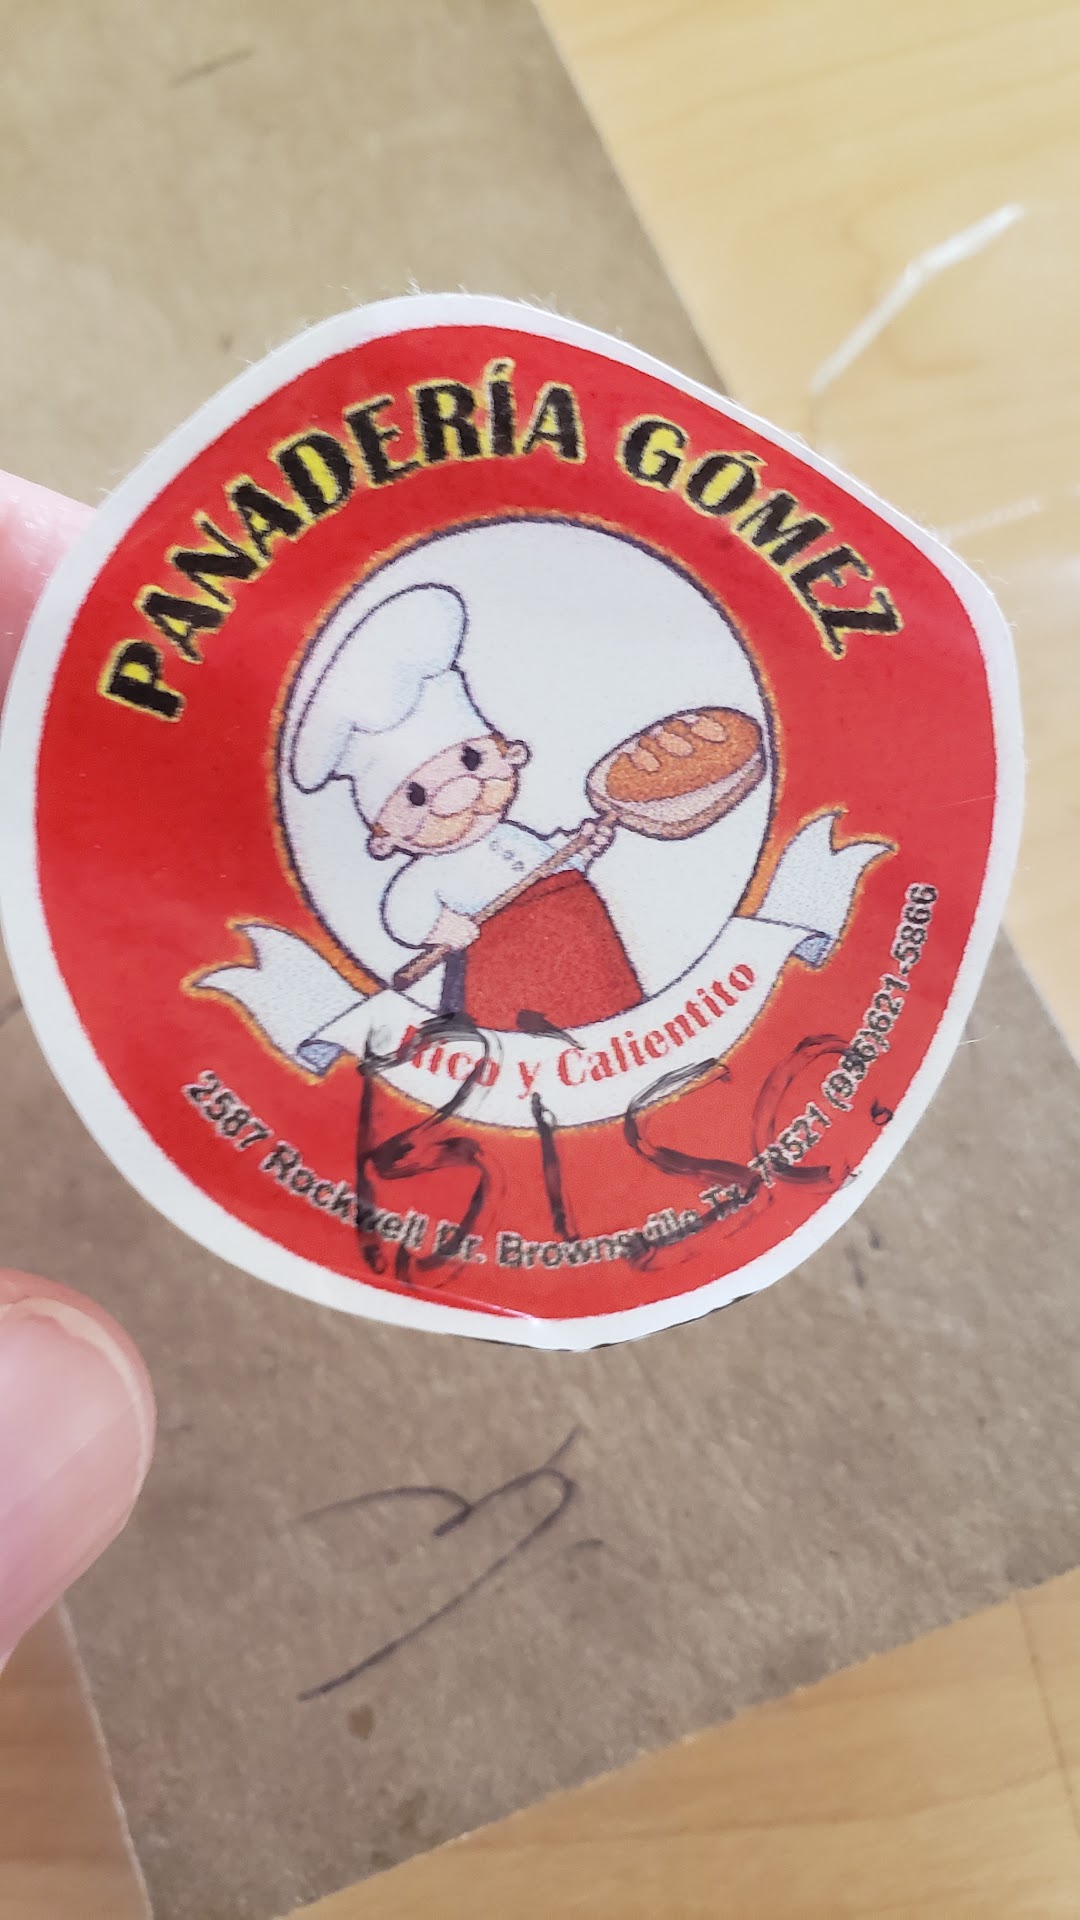 PANADERÍA GÓMEZ
Rico y Calientito
2587 Rockwell Dr. Brownsville Tx. 78521 (956)621-5866